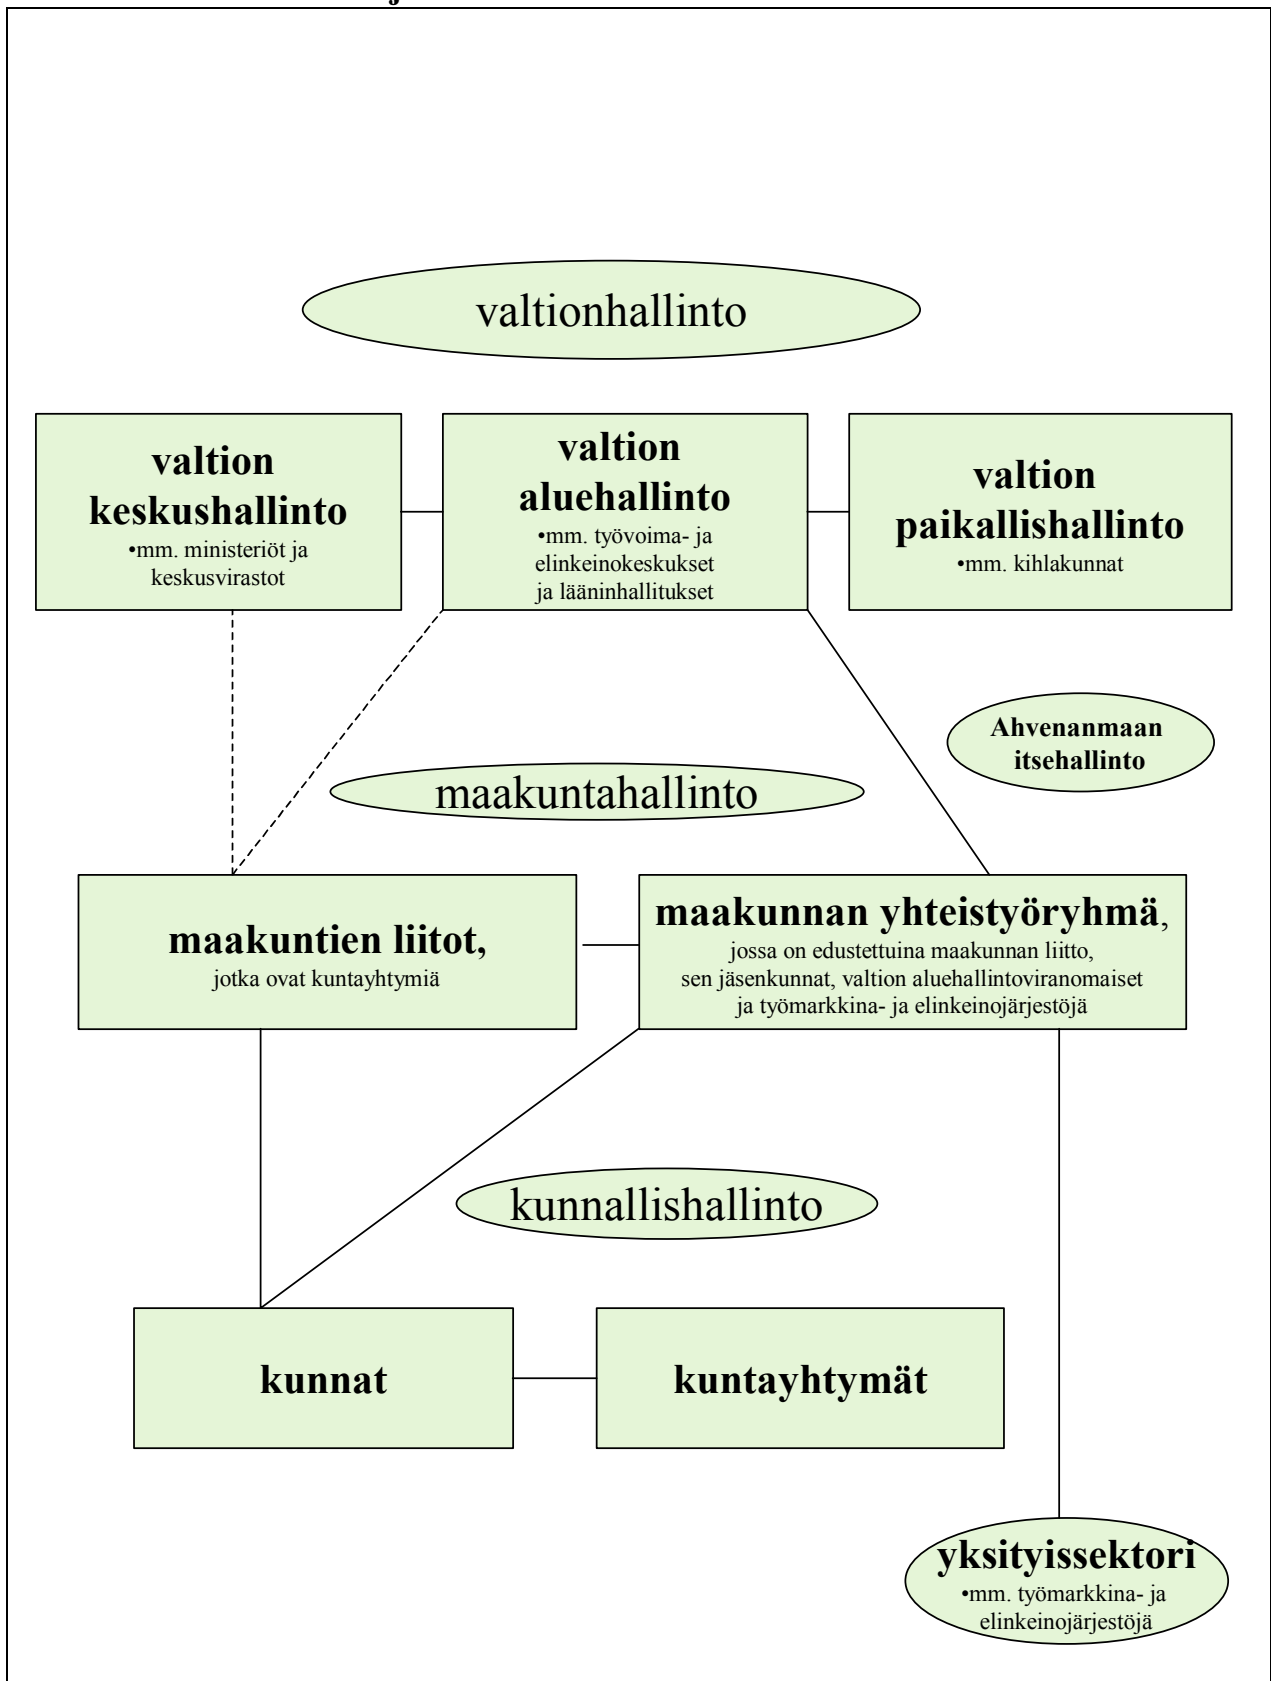 valtionhallinto
valtion
keskushallinto
•mm. ministeriöt ja
keskusvirastot
valtion
aluehallinto
•mm. työvoima- ja
elinkeinokeskukset
ja lääninhallitukset
valtion
paikallishallinto
•mm. kihlakunnat
Ahvenanmaan
itsehallinto
maakuntahallinto
maakuntien liitot,
jotka ovat kuntayhtymiä
maakunnan yhteistyöryhmä,
jossa on edustettuina maakunnan liitto,
sen jäsenkunnat, valtion aluehallintoviranomaiset
ja työmarkkina- ja elinkeinojärjestöjä
kunnallishallinto
kunnat
kuntayhtymät
yksityissektori
•mm. työmarkkina- ja
elinkeinojärjestöjä